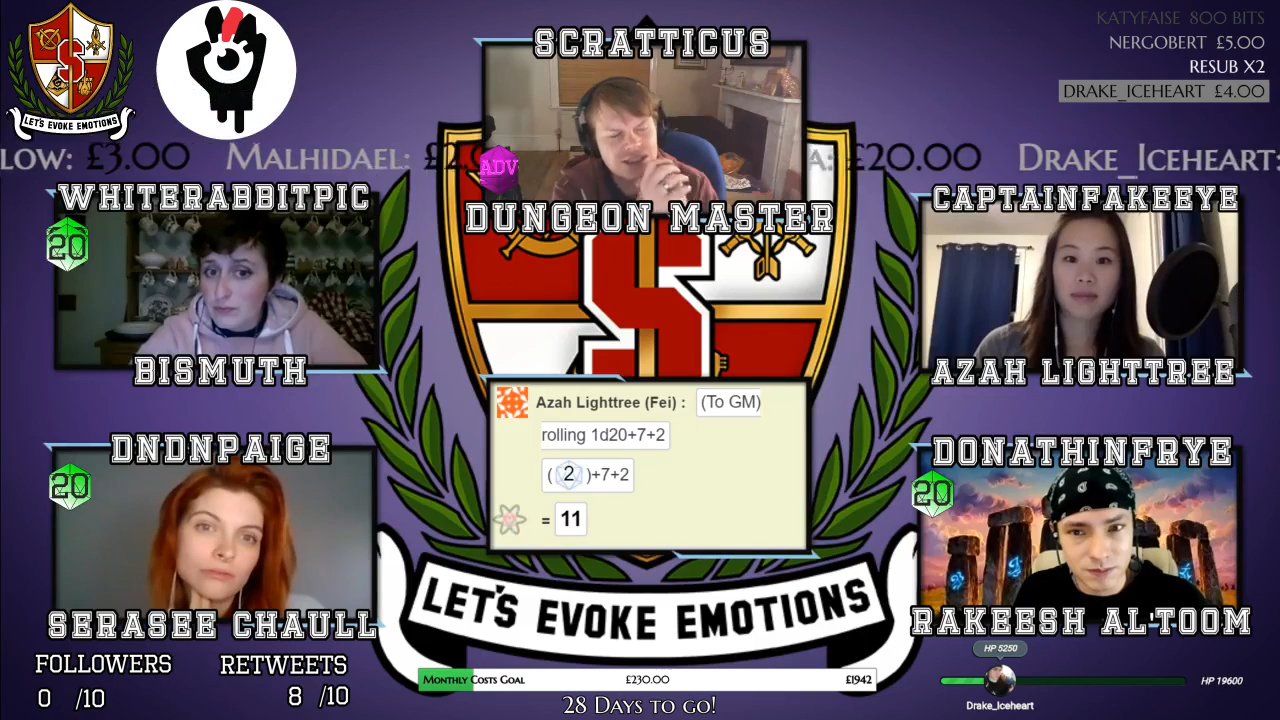 KATYFAISE 800 BITS
NERGOBERT £5.00
RESUB X2
DRAKE_ICEHEART £4.00
S
LET'S EVOKE EMOTIONS
SCRATTICUS
LOW: £3.00 MALHIDAEL: £2.0
A: £20.00 DRAKE_ICEHEART:
ADV
DUNGEON MASTER
WHITERABBITPIC
20
BISMUTH
CAPTAINFAKEEYE
AZAH LIGHTTREE
S
Azah Lighttree (Fei) : (To GM)
rolling 1d20+7+2
(2)+7+2
= 11
DNDNPAIGE
20
SERASEE CHAULL
DONATHINFRYE
20
RAKEESH AL'TOOM
LET'S EVOKE EMOTIONS
FOLLOWERS RETWEETS
0 /10 8 /10
MONTHLY COSTS GOAL £230.00 £1942
28 DAYS TO GO!
HP 5250
HP 19600
Drake_Iceheart